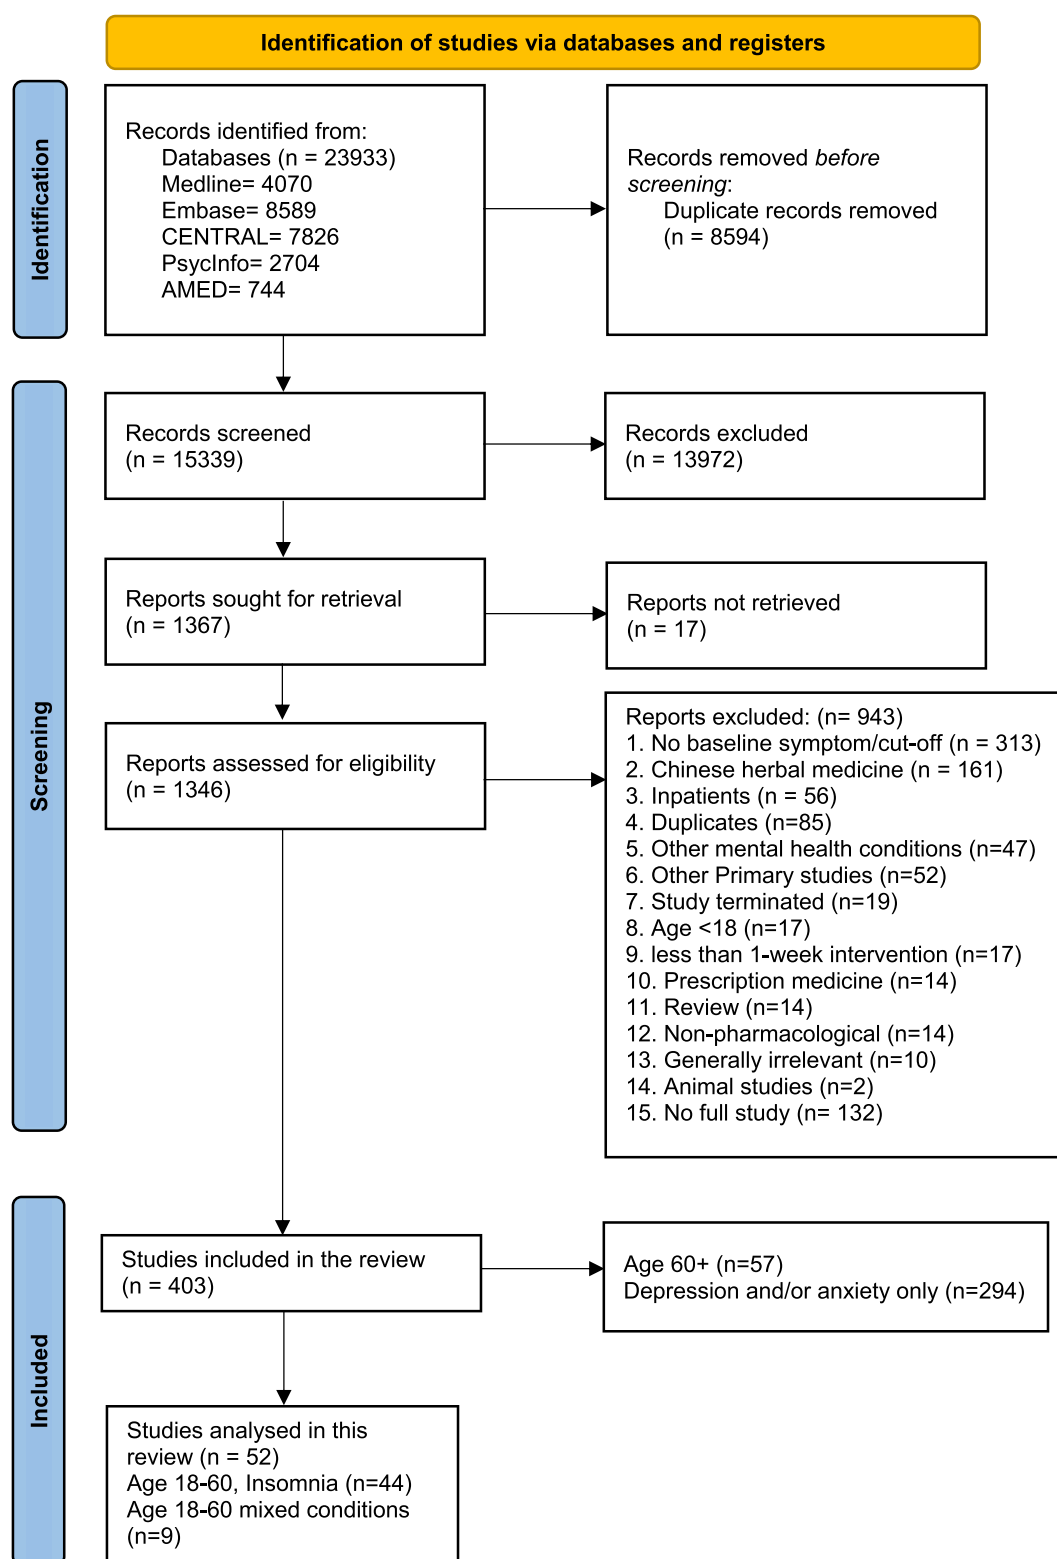 Identification of studies via databases and registers
Identification
Records identified from:
Databases (n = 23933)
Medline= 4070
Embase= 8589
CENTRAL= 7826
PsycInfo= 2704
AMED= 744
Records removed before
screening:
Duplicate records removed
(n = 8594)
Screening
Records screened
(n = 15339)
Records excluded
(n = 13972)
Reports sought for retrieval
(n = 1367)
Reports not retrieved
(n = 17)
Reports assessed for eligibility
(n = 1346)
Reports excluded: (n= 943)
1. No baseline symptom/cut-off (n = 313)
2. Chinese herbal medicine (n = 161)
3. Inpatients (n = 56)
4. Duplicates (n=85)
5. Other mental health conditions (n=47)
6. Other Primary studies (n=52)
7. Study terminated (n=19)
8. Age <18 (n=17)
9. less than 1-week intervention (n=17)
10. Prescription medicine (n=14)
11. Review (n=14)
12. Non-pharmacological (n=14)
13. Generally irrelevant (n=10)
14. Animal studies (n=2)
15. No full study (n= 132)
Included
Studies included in the review
(n = 403)
Age 60+ (n=57)
Depression and/or anxiety only (n=294)
Studies analysed in this
review (n = 52)
Age 18-60, Insomnia (n=44)
Age 18-60 mixed conditions
(n=9)